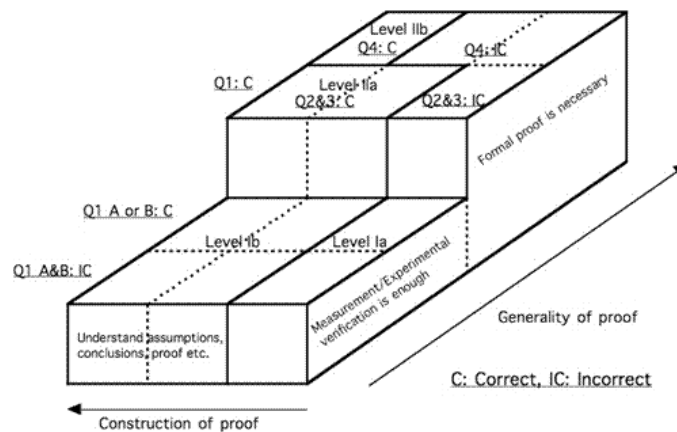 Level IIb
Q4: C
Q4: IC
Q1: C
Level IIa
Q2&3: C
Q2&3: IC
Formal proof is necessary
Q1 A or B: C
Level Ib
Level Ia
Q1 A&B: IC
Measurement/Experimental
verification is enough
Understand assumptions,
conclusions, proof etc.
Generality of proof
C: Correct, IC: Incorrect
Construction of proof